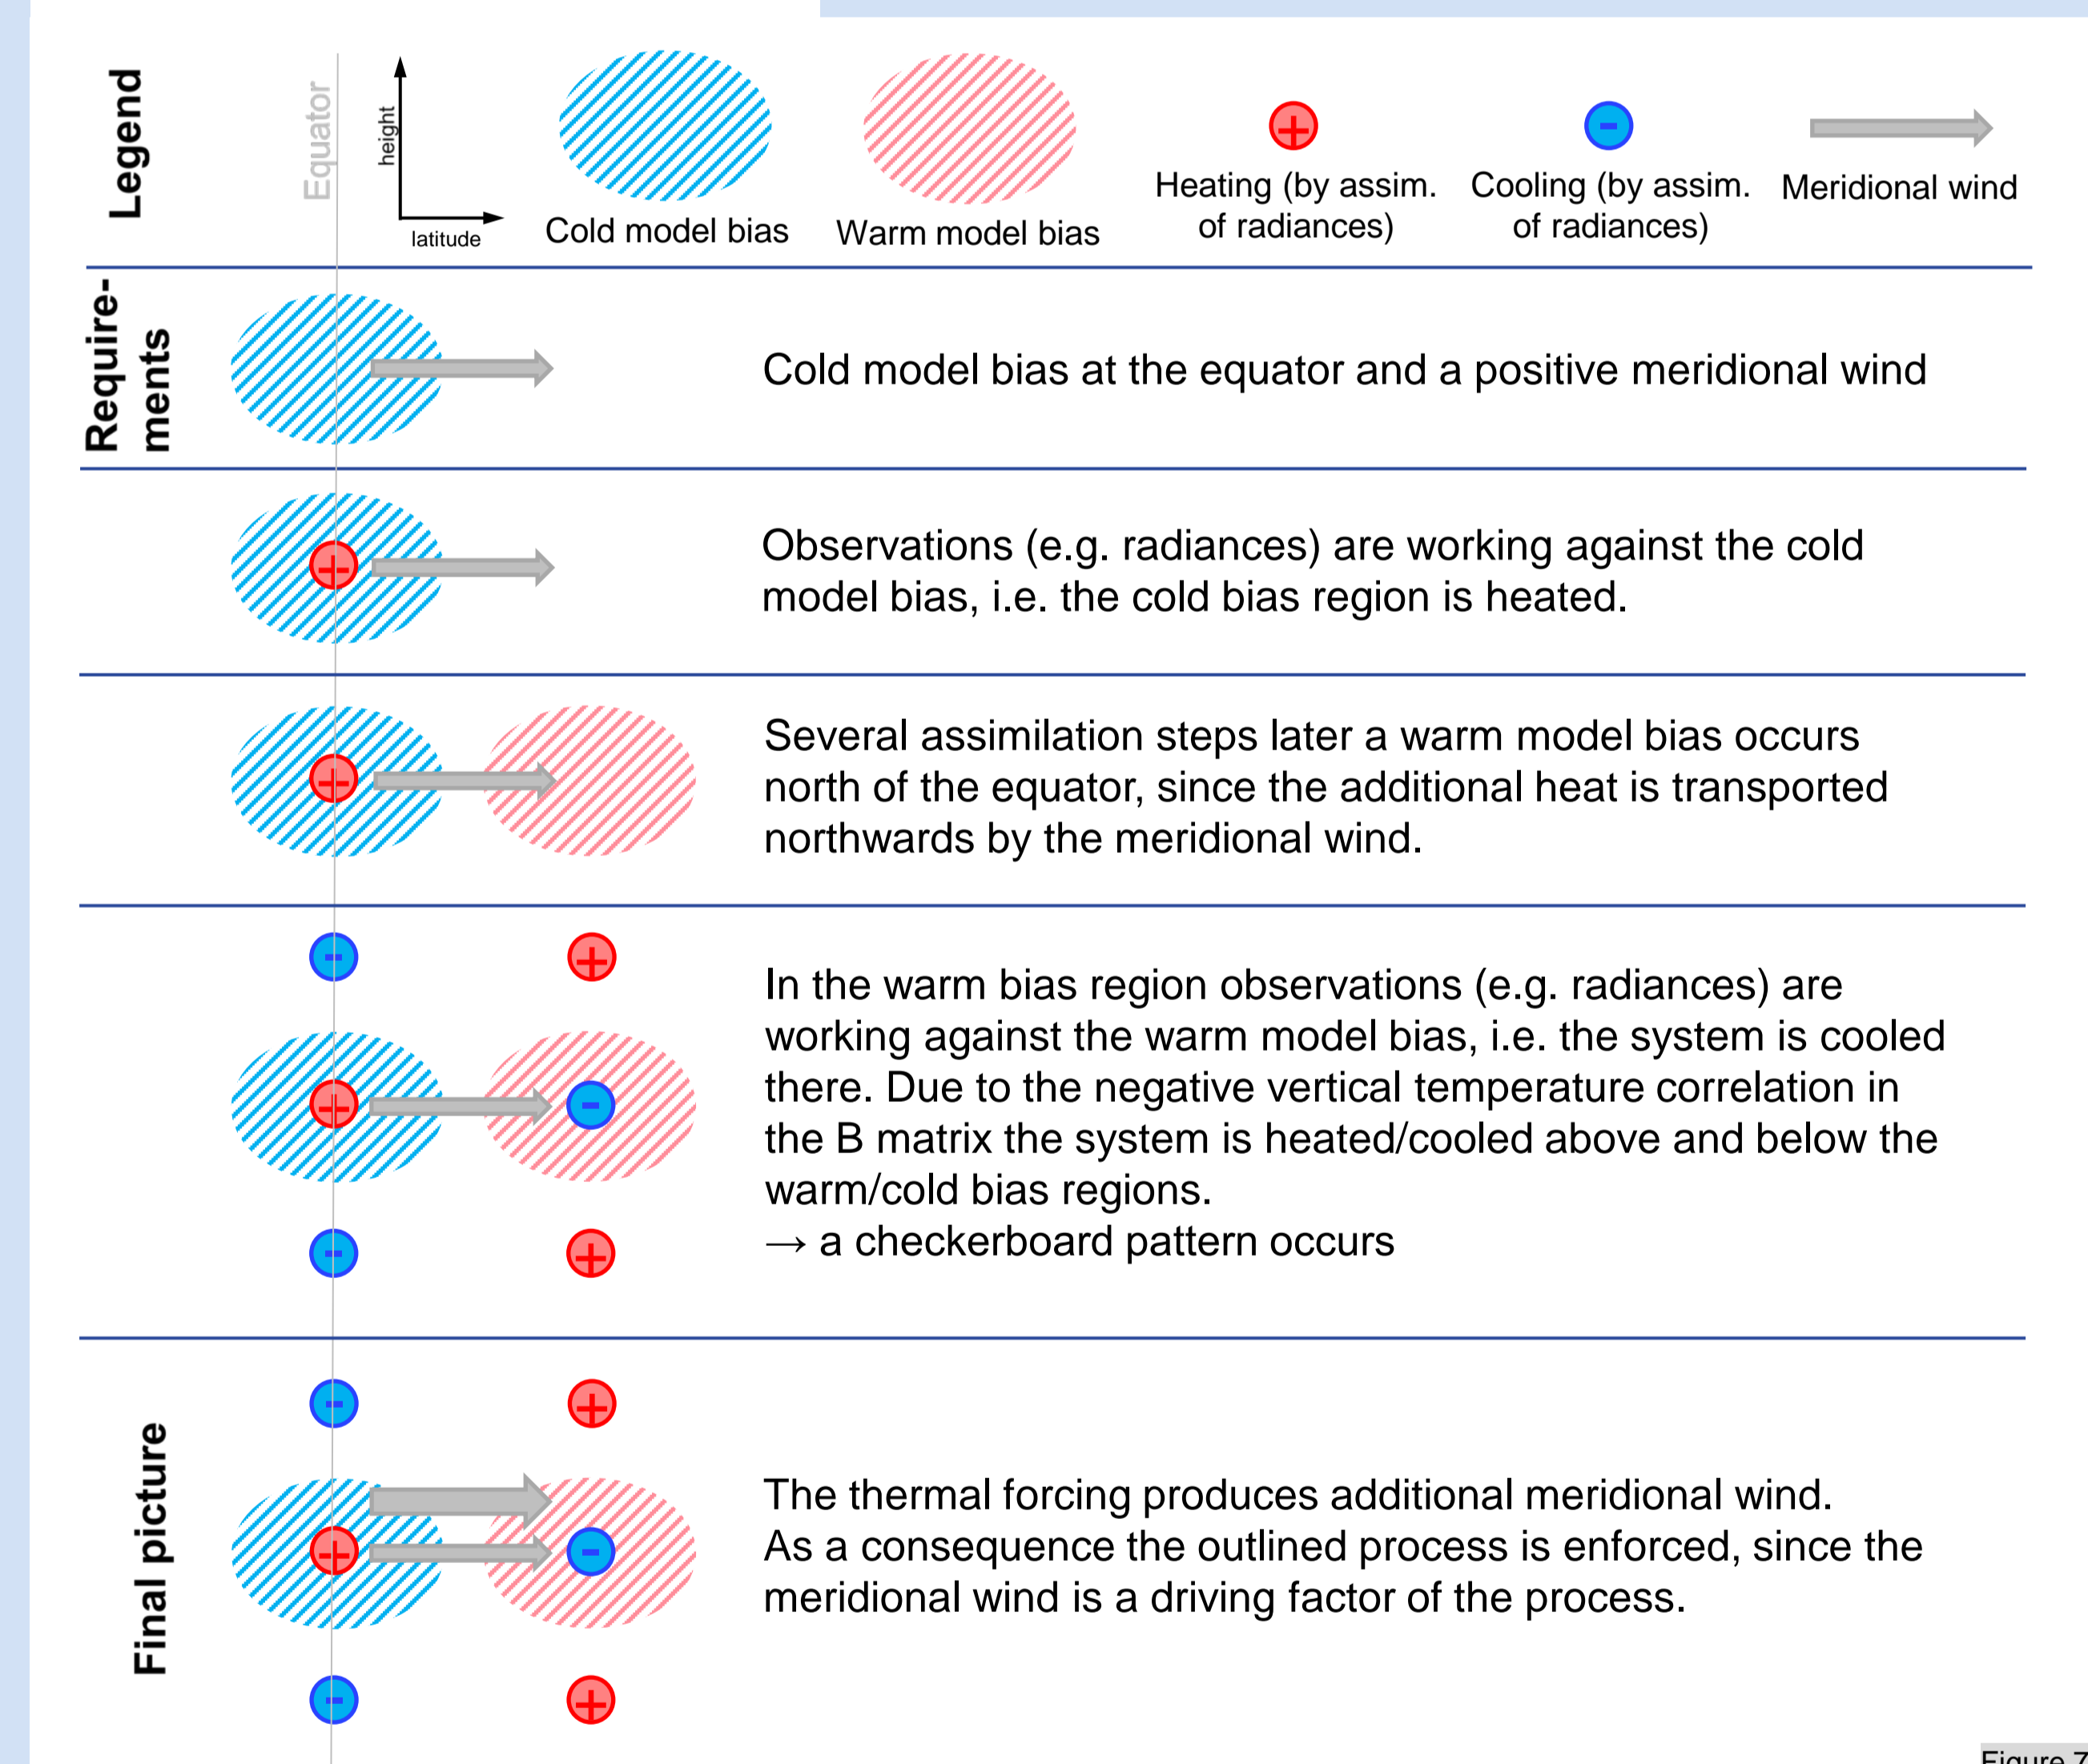 Legend
Equator
height
latitude
Cold model bias
Warm model bias
+
Heating (by assim.
of radiances)
-
Cooling (by assim.
of radiances)
Meridional wind
Require-
ments
Cold model bias at the equator and a positive meridional wind
+
Observations (e.g. radiances) are working against the cold
model bias, i.e. the cold bias region is heated.
+
Several assimilation steps later a warm model bias occurs
north of the equator, since the additional heat is transported
northwards by the meridional wind.
- +
+ -
- +
In the warm bias region observations (e.g. radiances) are
working against the warm model bias, i.e. the system is cooled
there. Due to the negative vertical temperature correlation in
the B matrix the system is heated/cooled above and below the
warm/cold bias regions.
→ a checkerboard pattern occurs
Final picture
- +
+ -
- +
The thermal forcing produces additional meridional wind.
As a consequence the outlined process is enforced, since the
meridional wind is a driving factor of the process.
Figure 7